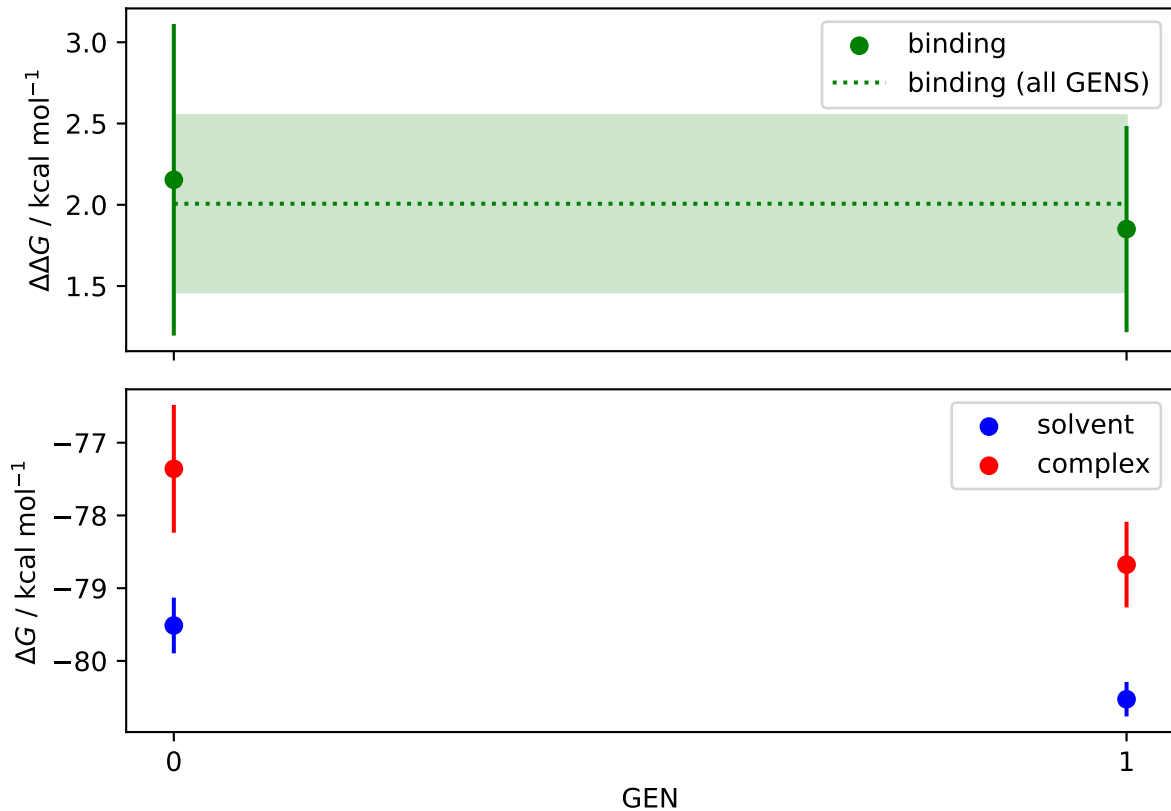 3.0
2.5
2.0
1.5
ΔΔG / kcal mol⁻¹
binding
binding (all GENS)
−77
−78
−79
−80
ΔG / kcal mol⁻¹
solvent
complex
0
1
GEN